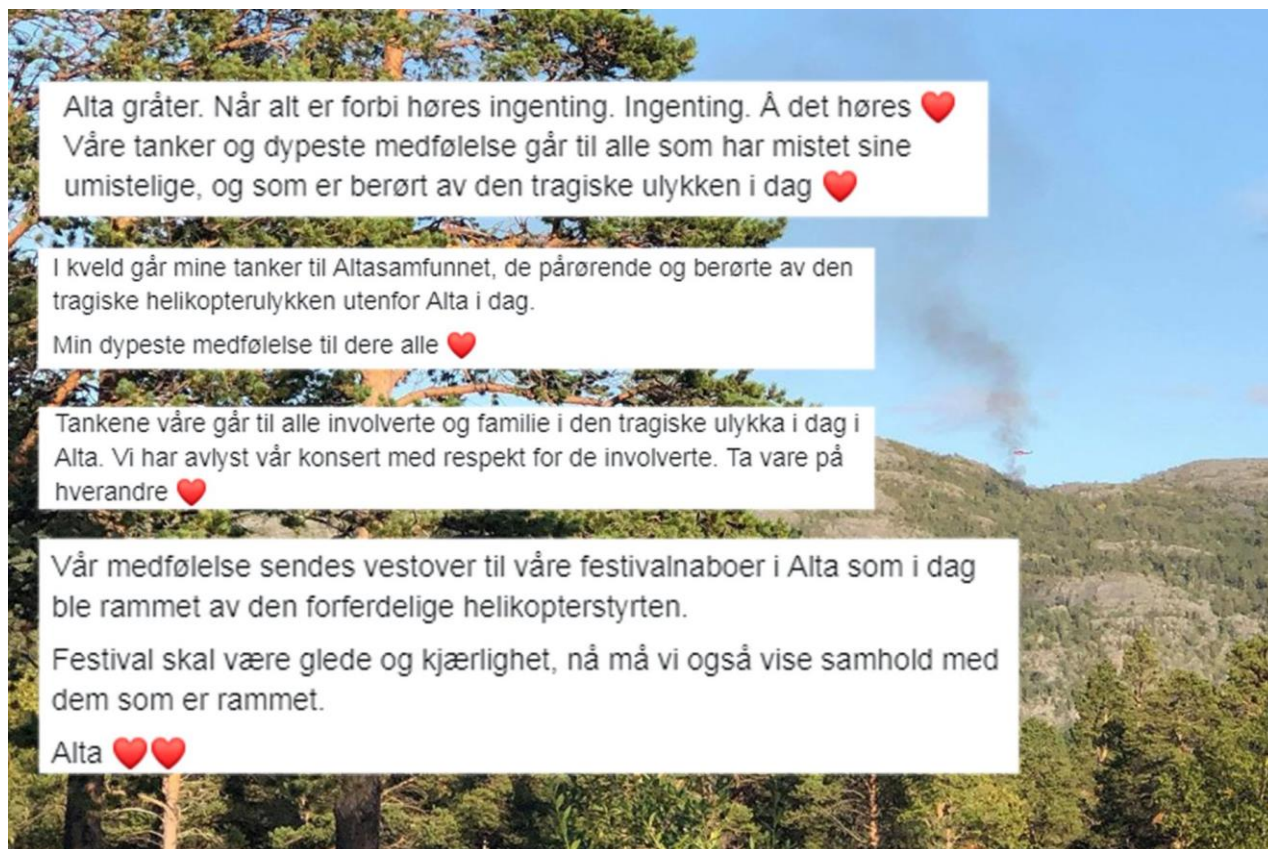 Alta gråter. Når alt er forbi høres ingenting. Ingenting. Å det høres ❤️
Våre tanker og dypeste medfølelse går til alle som har mistet sine
umistelige, og som er berørt av den tragiske ulykken i dag ❤️
I kveld går mine tanker til Altasamfunnet, de pårørende og berørte av den
tragiske helikopterulykken utenfor Alta i dag.
Min dypeste medfølelse til dere alle ❤️
Tankene våre går til alle involverte og familie i den tragiske ulykka i dag i
Alta. Vi har avlyst vår konsert med respekt for de involverte. Ta vare på
hverandre ❤️
Vår medfølelse sendes vestover til våre festivalnaboer i Alta som i dag
ble rammet av den forferdelige helikopterstyrten.
Festival skal være glede og kjærlighet, nå må vi også vise samhold med
dem som er rammet.
Alta ❤️❤️